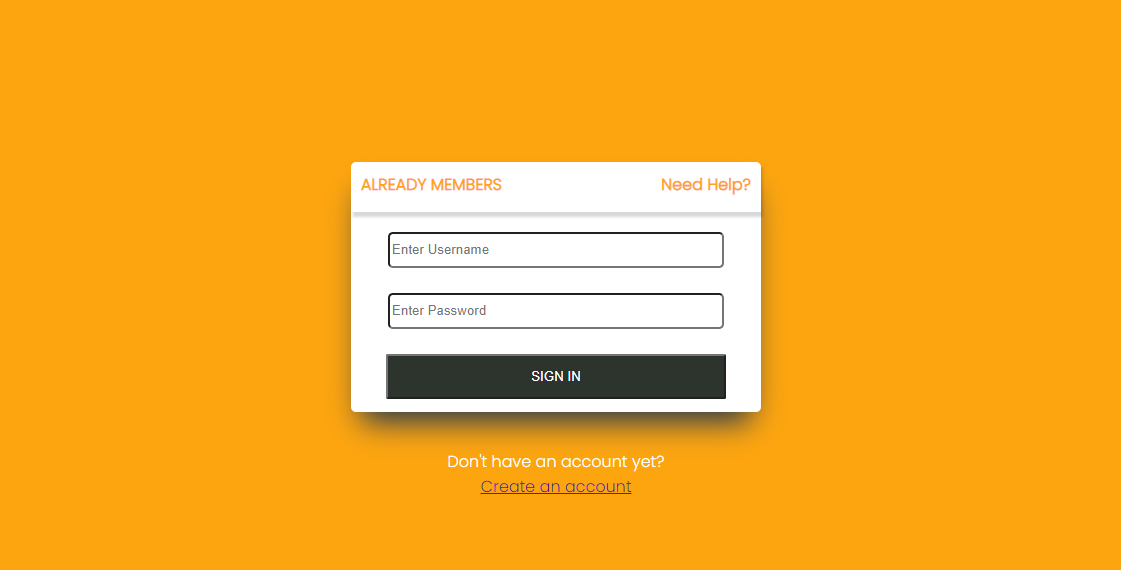 ALREADY MEMBERS Need Help?
Enter Username
Enter Password
SIGN IN
Don't have an account yet?
Create an account